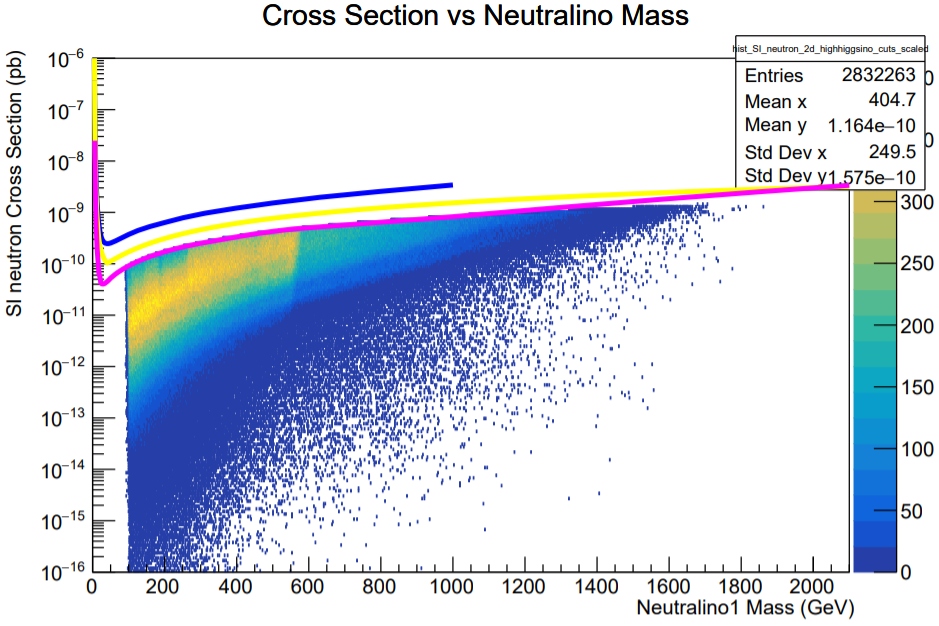 Cross Section vs Neutralino Mass
hist_SI_neutron_2d_highhiggsino_cuts_scaled
Entries 2832263
Mean x 404.7
Mean y 1.164e−10
Std Dev x 249.5
Std Dev y 1.575e−10
SI neutron Cross Section (pb)
10−6
10−7
10−8
10−9
10−10
10−11
10−12
10−13
10−14
10−15
10−16
0 200 400 600 800 1000 1200 1400 1600 1800 2000
Neutralino1 Mass (GeV)
0
0
300
250
200
150
100
50
0